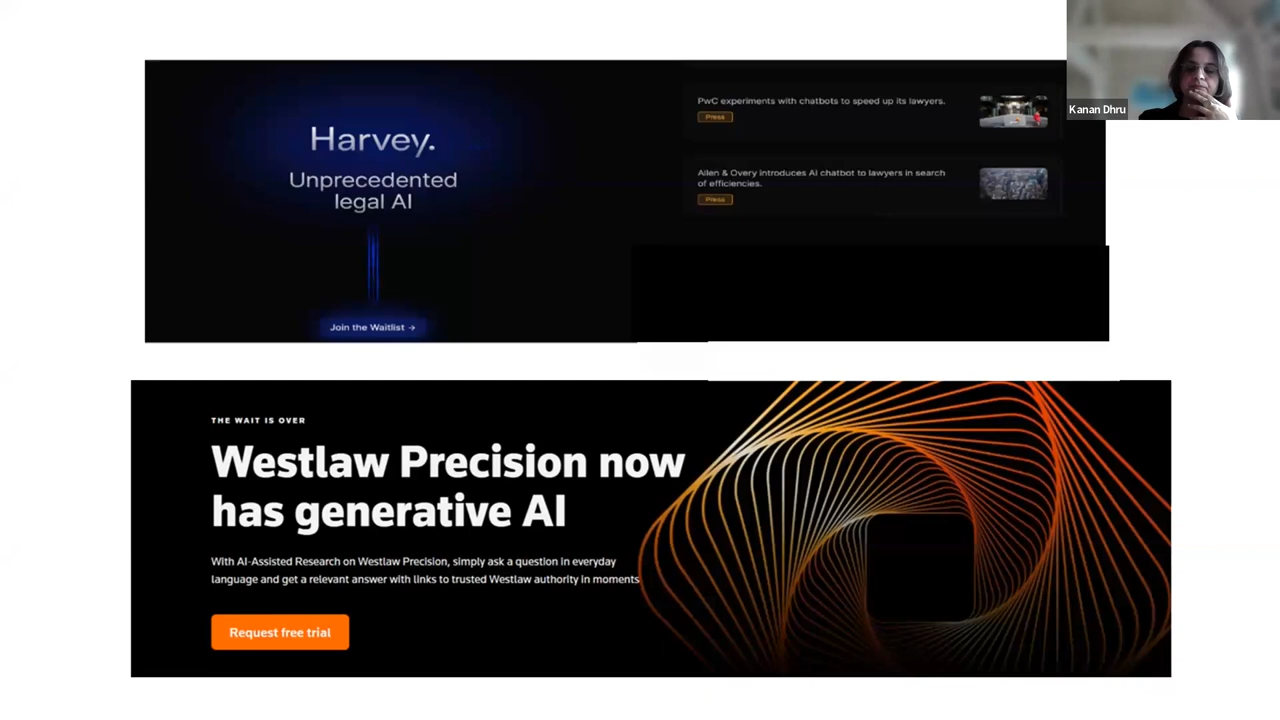 Harvey.
Unprecedented
legal AI
Join the Waitlist →
PwC experiments with chatbots to speed up its lawyers.
Press
Allen & Overy introduces AI chatbot to lawyers in search
of efficiencies.
Press
Kanan Dhru
THE WAIT IS OVER
Westlaw Precision now
has generative AI
With AI-Assisted Research on Westlaw Precision, simply ask a question in everyday
language and get a relevant answer with links to trusted Westlaw authority in moments
Request free trial